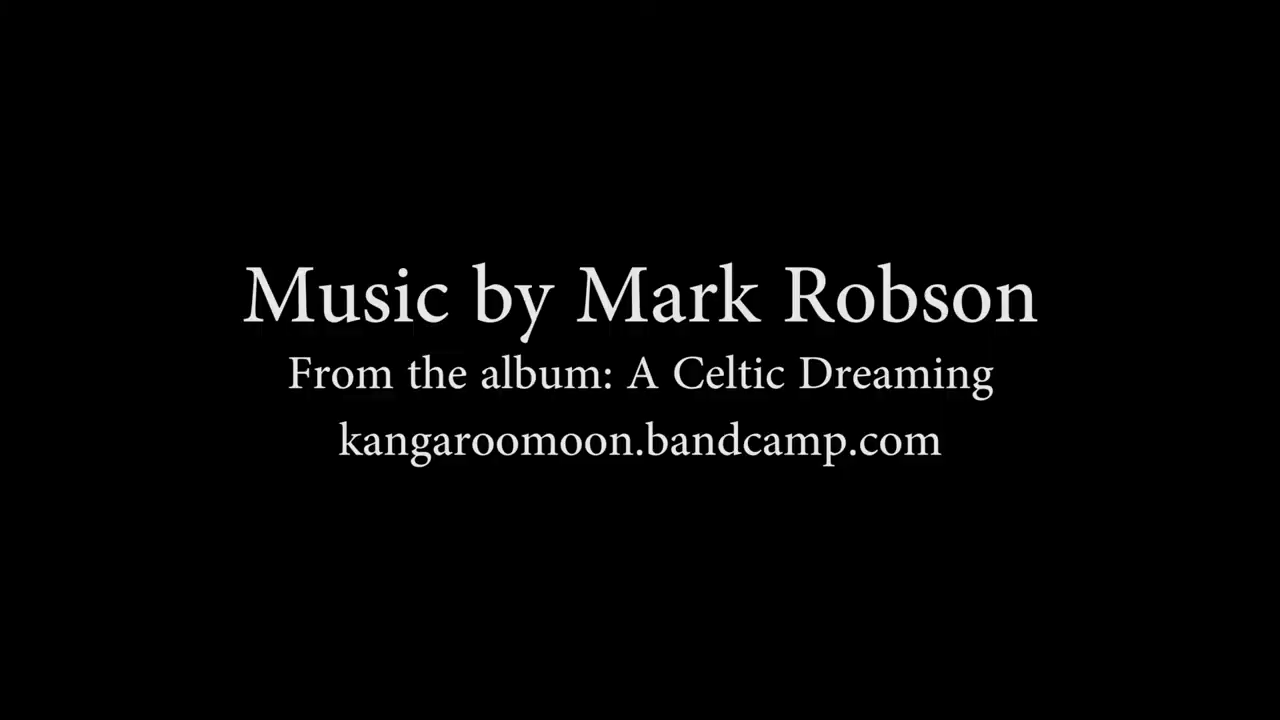 Music by Mark Robson
From the album: A Celtic Dreaming
kangaroomoon.bandcamp.com